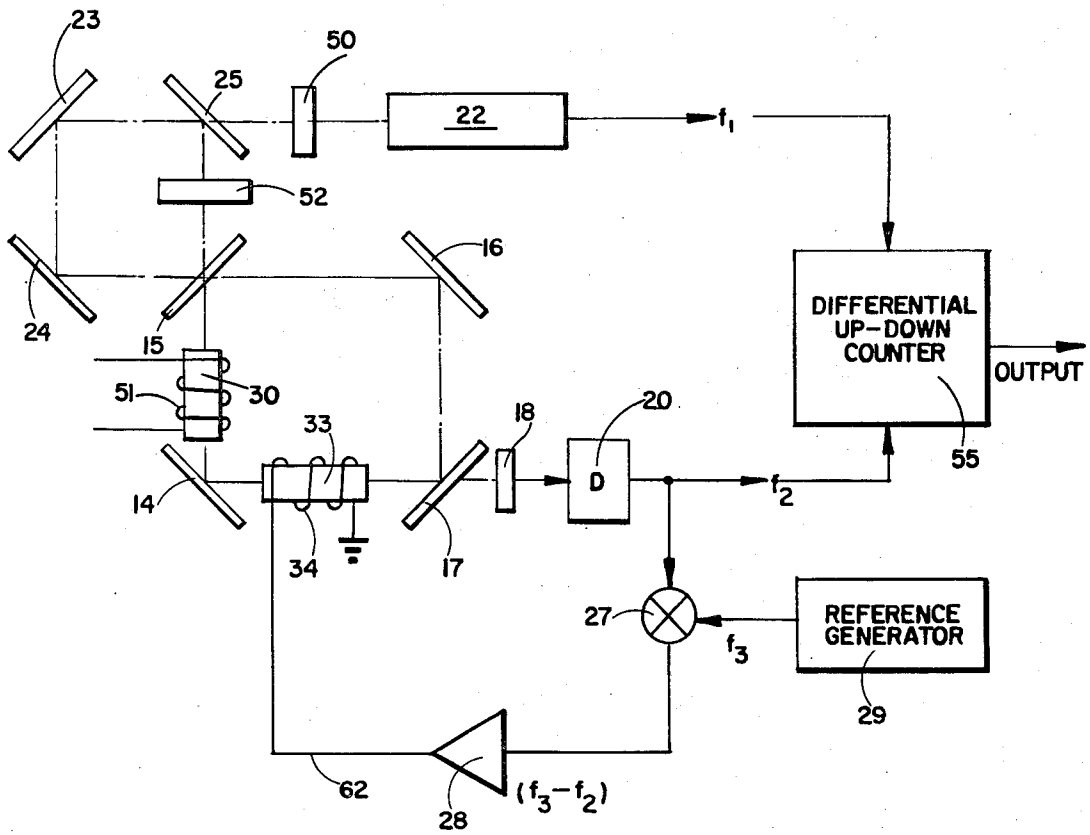 23
25
50
22
f₁
52
16
24
15
51
30
DIFFERENTIAL
UP-DOWN
COUNTER
OUTPUT
55
33
18
20
D
f₂
14
34
17
27
f₃
REFERENCE
GENERATOR
29
62
28
(f₃-f₂)